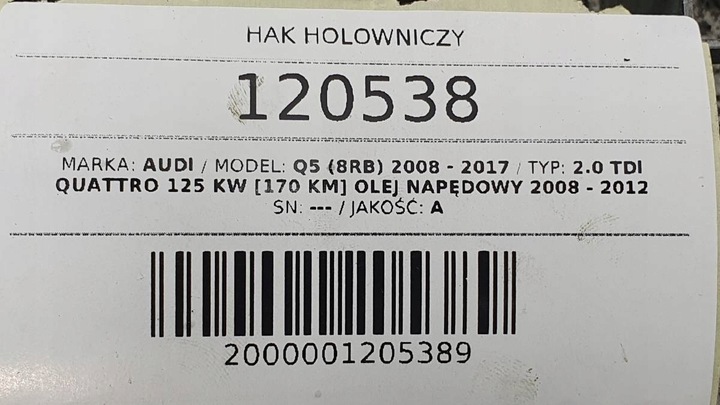 HAK HOLOWNICZY
120538
MARKA: AUDI / MODEL: Q5 (8RB) 2008 - 2017 / TYP: 2.0 TDI
QUATTRO 125 KW [170 KM] OLEJ NAPĘDOWY 2008 - 2012
SN: --- / JAKOŚĆ: A
2000001205389